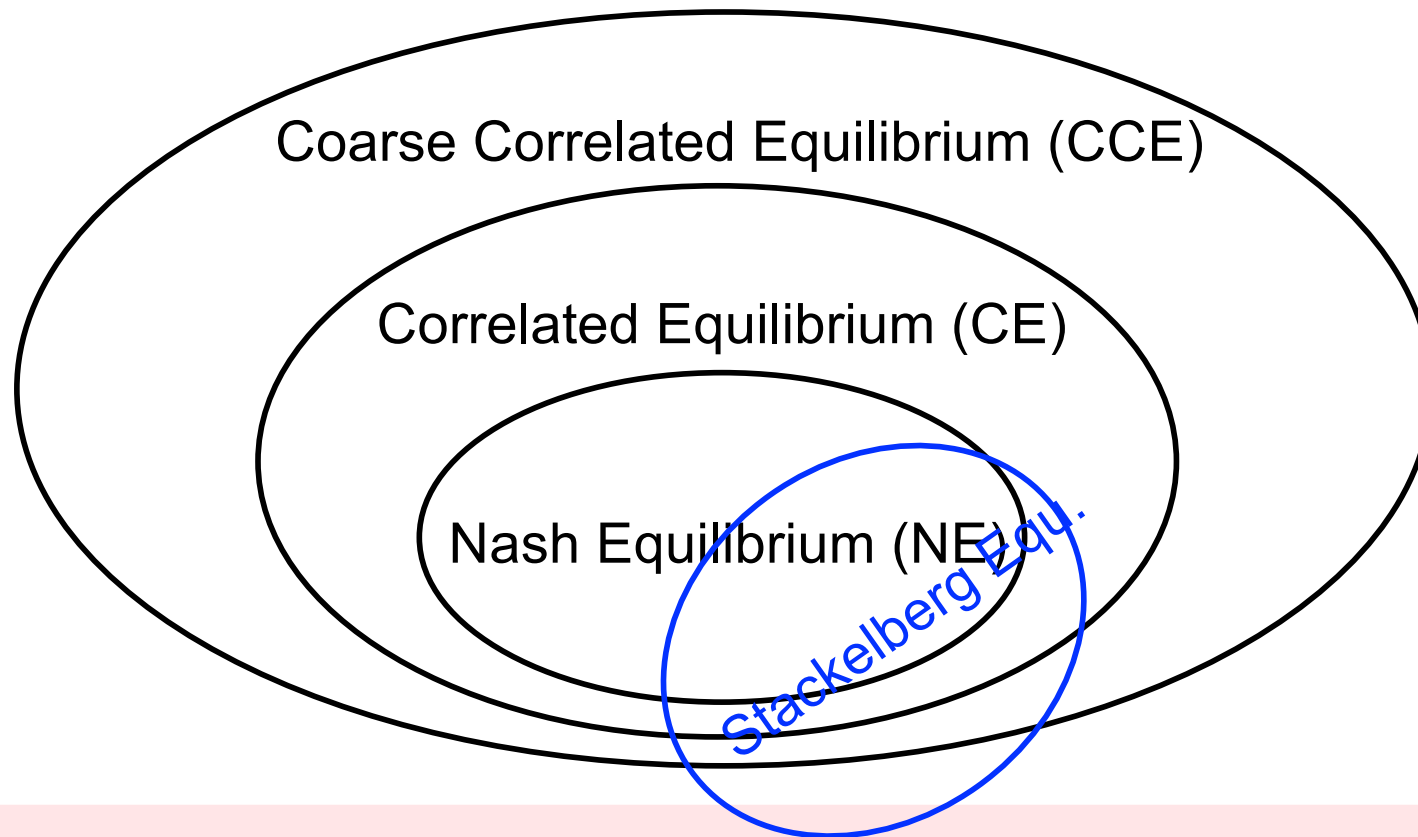 Coarse Correlated Equilibrium (CCE)
Correlated Equilibrium (CE)
Nash Equilibrium (NE)
Stackelberg Equ.